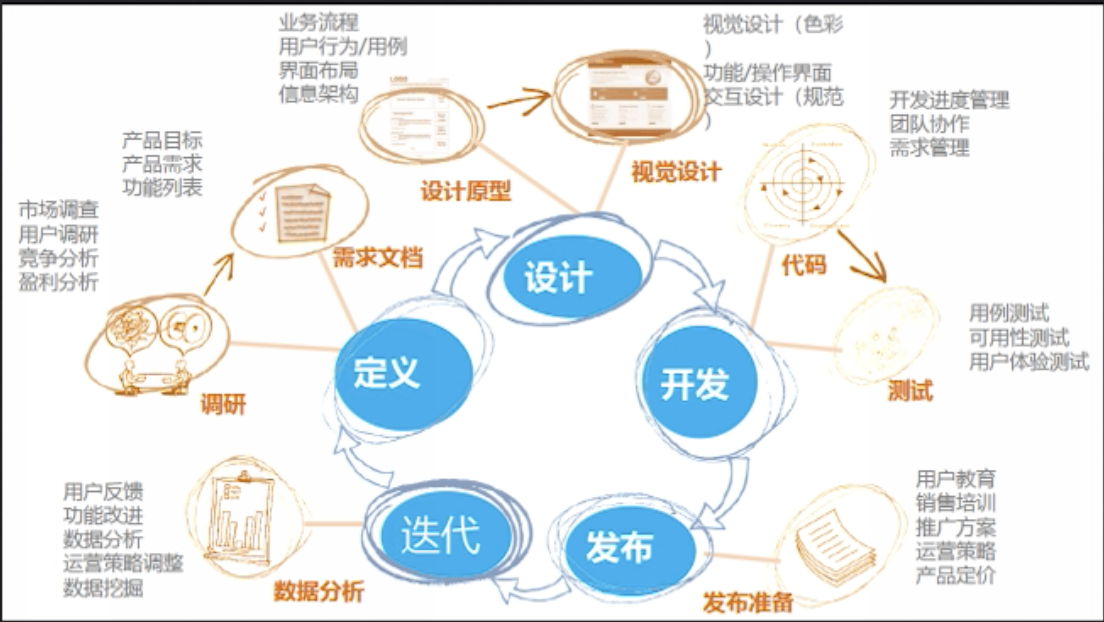 业务流程
用户行为/用例
界面布局
信息架构
视觉设计（色彩
）
功能/操作界面
交互设计（规范
）
开发进度管理
团队协作
需求管理
产品目标
产品需求
功能列表
视觉设计
设计原型
市场调查
用户调研
竞争分析
盈利分析
需求文档
设计
代码
用例测试
可用性测试
用户体验测试
定义
开发
测试
调研
用户反馈
功能改进
数据分析
运营策略调整
数据挖掘
迭代
发布
用户教育
销售培训
推广方案
运营策略
产品定价
数据分析
发布准备